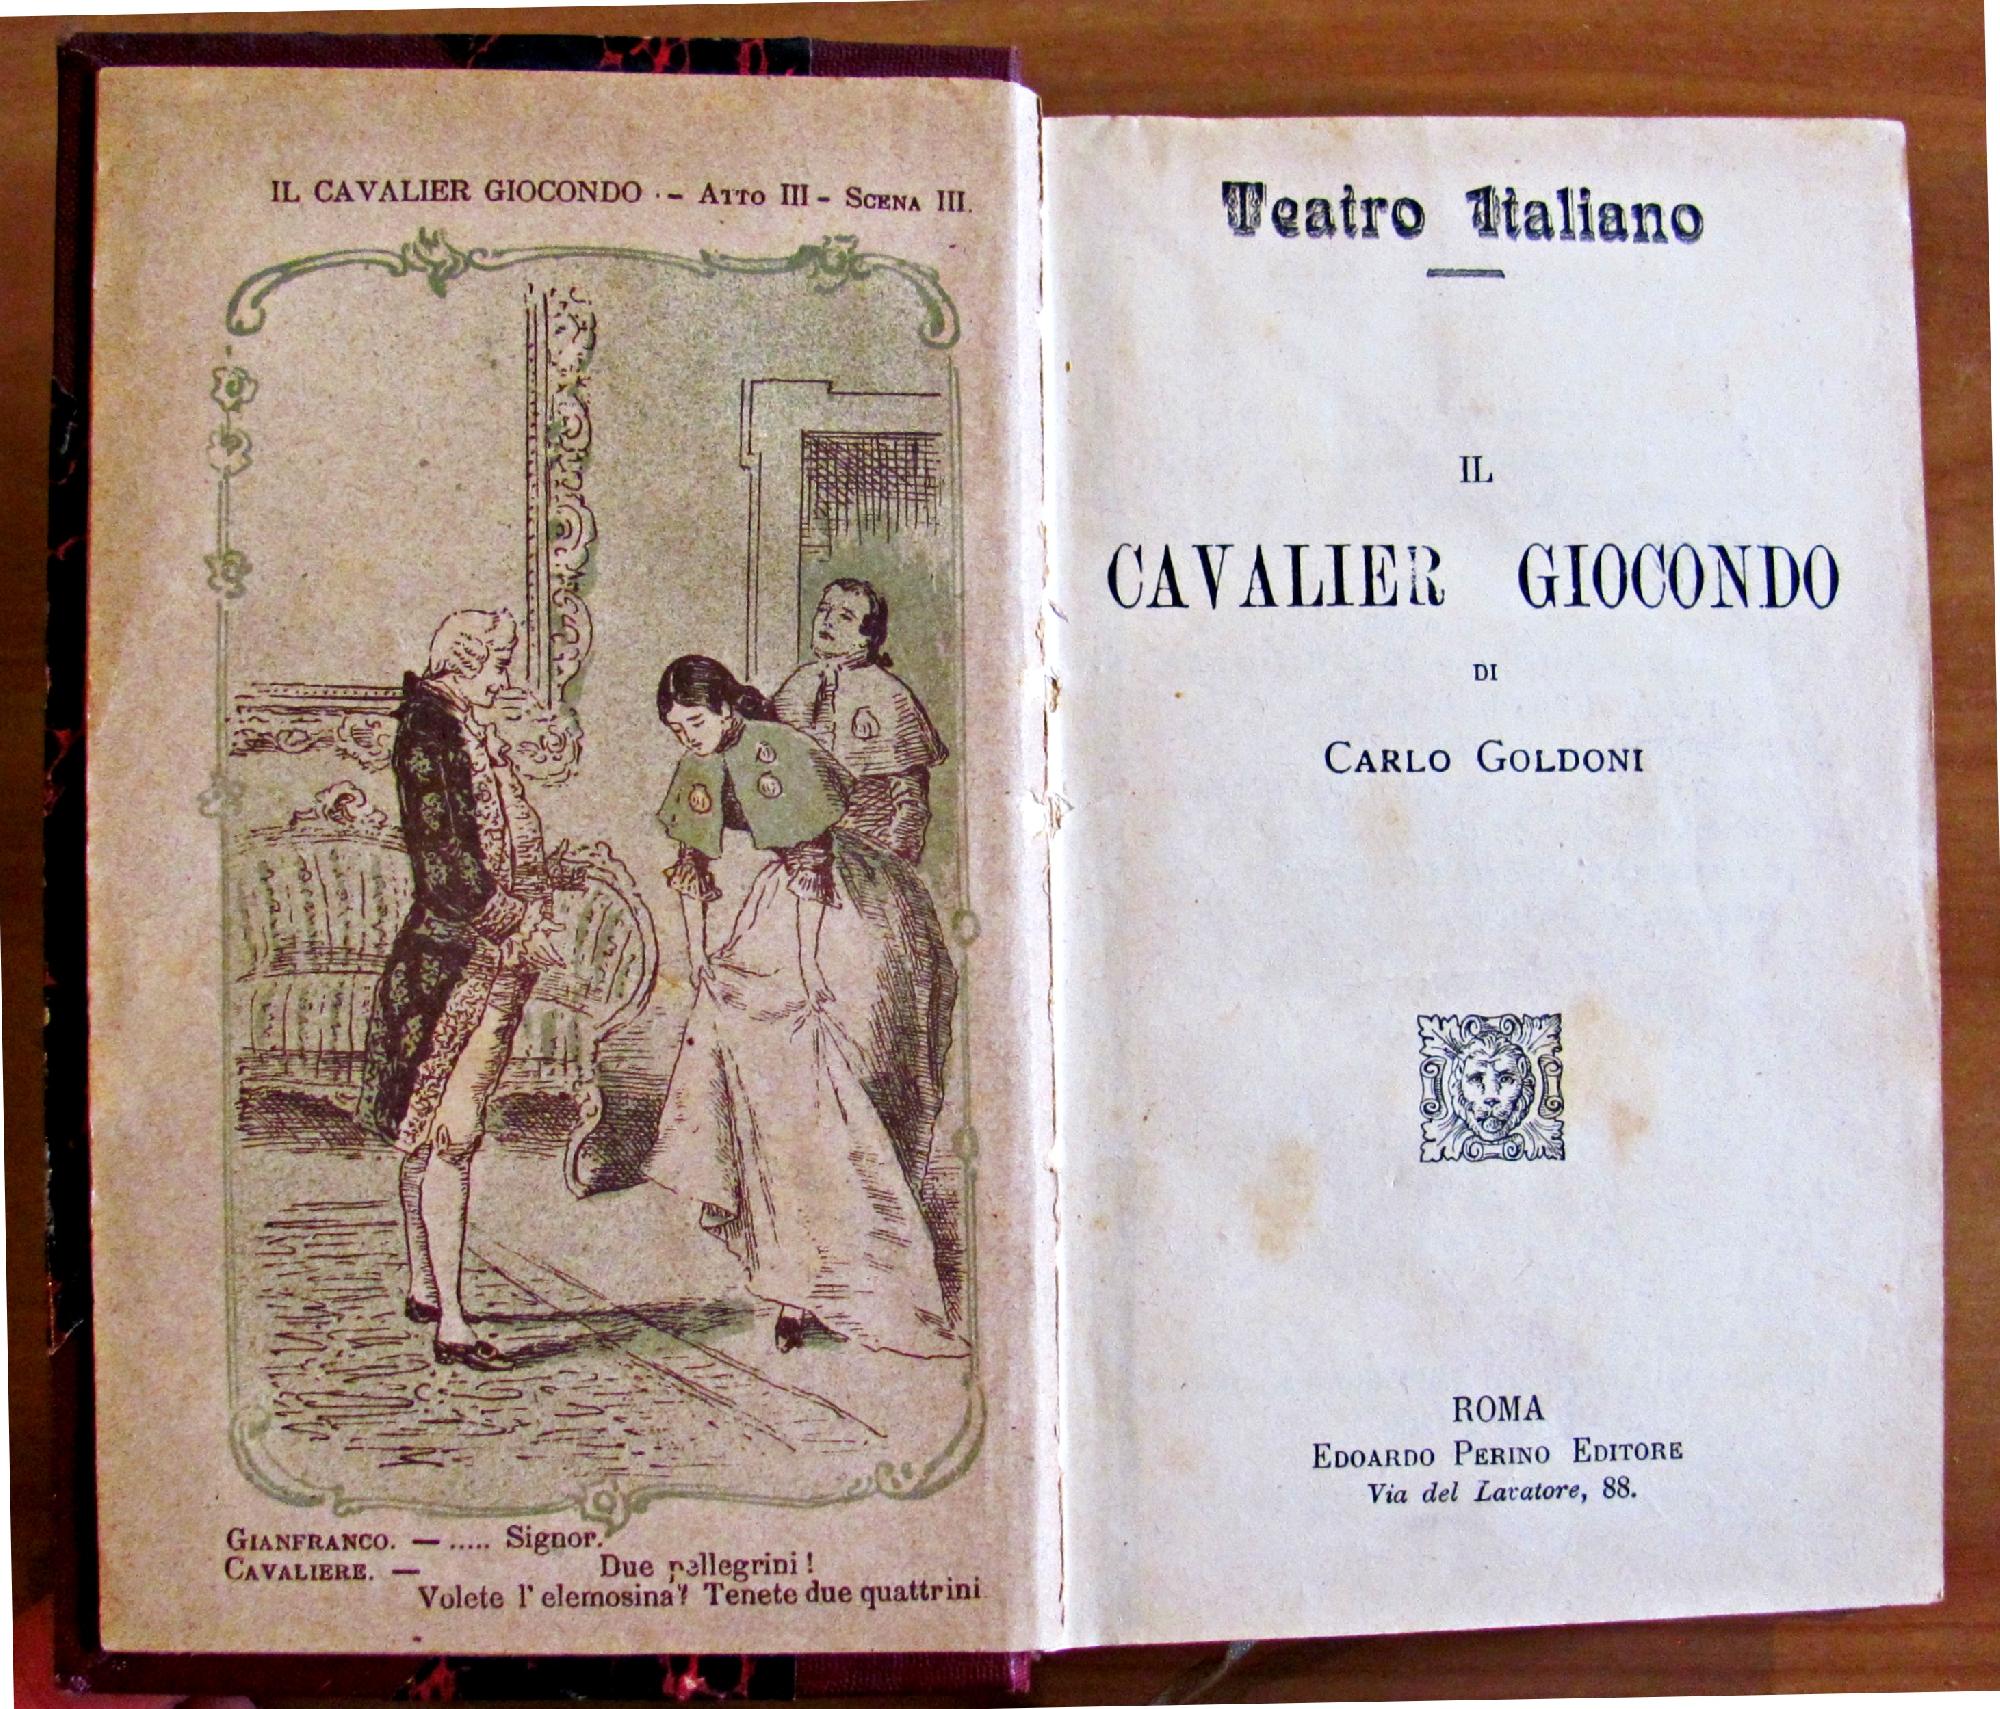 IL CAVALIER GIOCONDO - ATTO III - SCENA III.
GIANFRANCO. — ..... Signor.
CAVALIERE. — Due pellegrini !
Volete l' elemosina? Tenete due quattrini
Teatro Italiano
IL
CAVALIER GIOCONDO
DI
CARLO GOLDONI
ROMA
EDOARDO PERINO EDITORE
Via del Lavatore, 88.